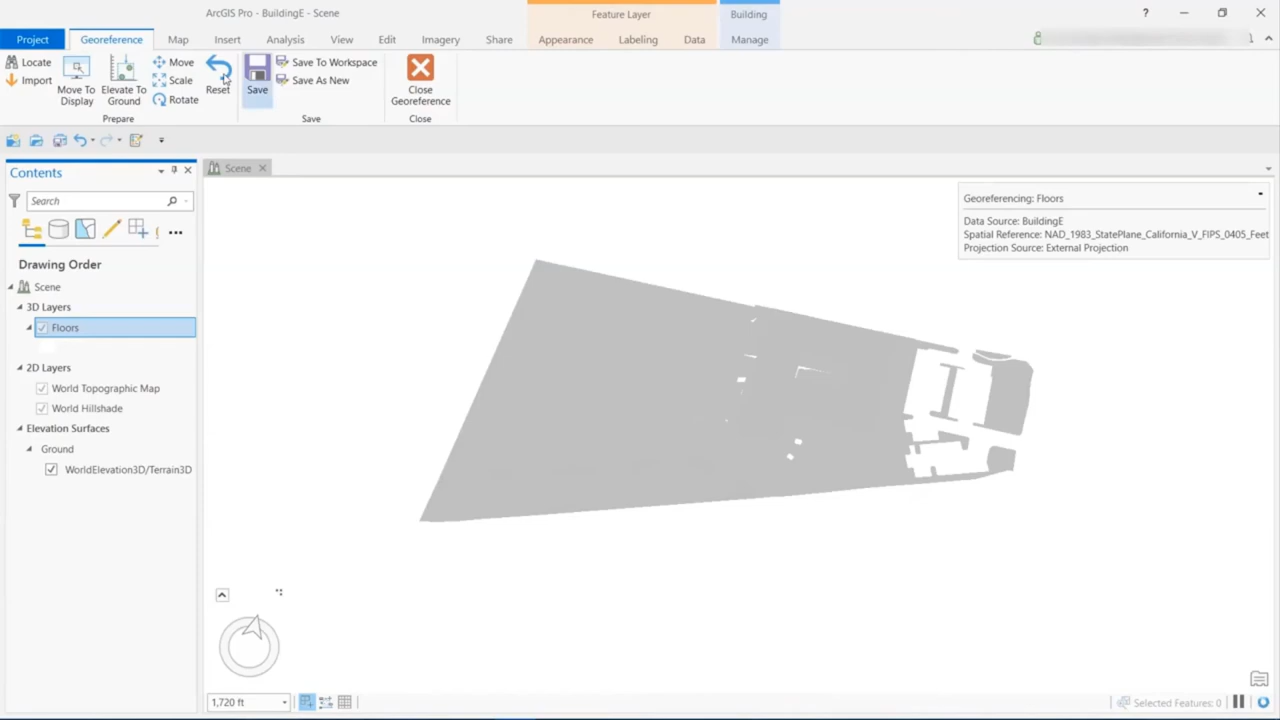 ArcGIS Pro - BuildingE - Scene
Feature Layer
Building
?
Project
Georeference
Map
Insert
Analysis
View
Edit
Imagery
Share
Appearance
Labeling
Data
Manage
Locate
Import
Move To
Display
Elevate To
Ground
Move
Scale
Rotate
Reset
Prepare
Save
Save To Workspace
Save As New
Save
Close
Georeference
Close
Contents
Search
Drawing Order
Scene
3D Layers
Floors
2D Layers
World Topographic Map
World Hillshade
Elevation Surfaces
Ground
WorldElevation3D/Terrain3D
Scene
Georeferencing: Floors
Data Source: BuildingE
Spatial Reference: NAD_1983_StatePlane_California_V_FIPS_0405_Feet
Projection Source: External Projection
1,720 ft
Selected Features: 0